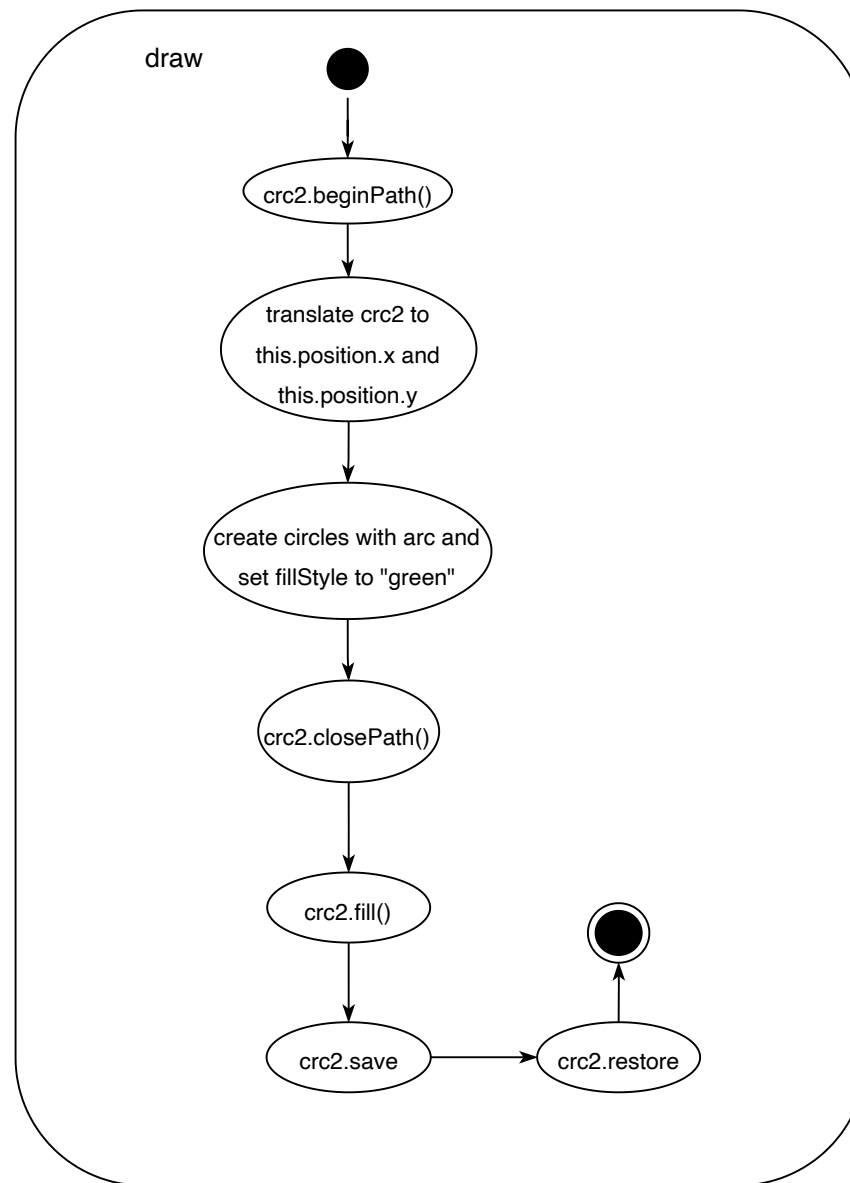 draw
crc2.beginPath()
translate crc2 to
this.position.x and
this.position.y
create circles with arc and
set fillStyle to "green"
crc2.closePath()
crc2.fill()
crc2.save
crc2.restore